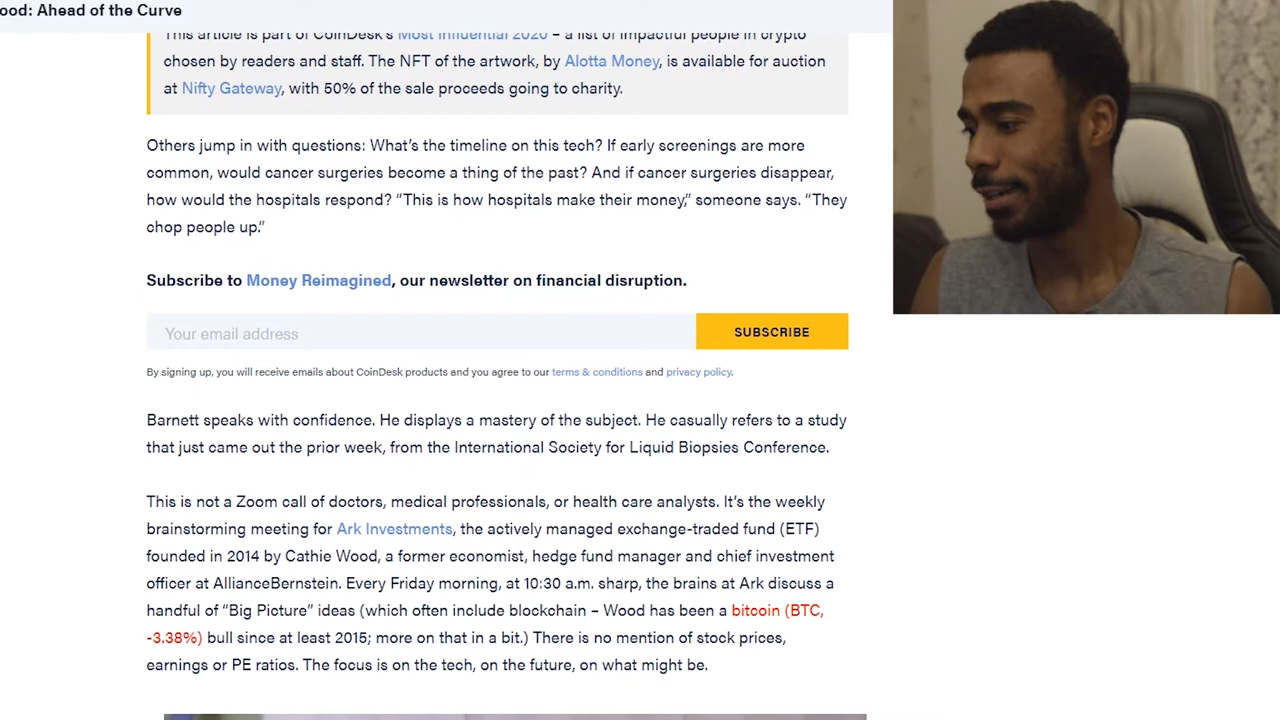 ood: Ahead of the Curve
This article is part of CoinDesk's Most Influential 2020 – a list of impactful people in crypto
chosen by readers and staff. The NFT of the artwork, by Alotta Money, is available for auction
at Nifty Gateway, with 50% of the sale proceeds going to charity.
Others jump in with questions: What’s the timeline on this tech? If early screenings are more
common, would cancer surgeries become a thing of the past? And if cancer surgeries disappear,
how would the hospitals respond? “This is how hospitals make their money,” someone says. “They
chop people up.”
Subscribe to Money Reimagined, our newsletter on financial disruption.
Your email address
SUBSCRIBE
By signing up, you will receive emails about CoinDesk products and you agree to our terms & conditions and privacy policy.
Barnett speaks with confidence. He displays a mastery of the subject. He casually refers to a study
that just came out the prior week, from the International Society for Liquid Biopsies Conference.
This is not a Zoom call of doctors, medical professionals, or health care analysts. It’s the weekly
brainstorming meeting for Ark Investments, the actively managed exchange-traded fund (ETF)
founded in 2014 by Cathie Wood, a former economist, hedge fund manager and chief investment
officer at AllianceBernstein. Every Friday morning, at 10:30 a.m. sharp, the brains at Ark discuss a
handful of “Big Picture” ideas (which often include blockchain – Wood has been a bitcoin (BTC,
-3.38%) bull since at least 2015; more on that in a bit.) There is no mention of stock prices,
earnings or PE ratios. The focus is on the tech, on the future, on what might be.